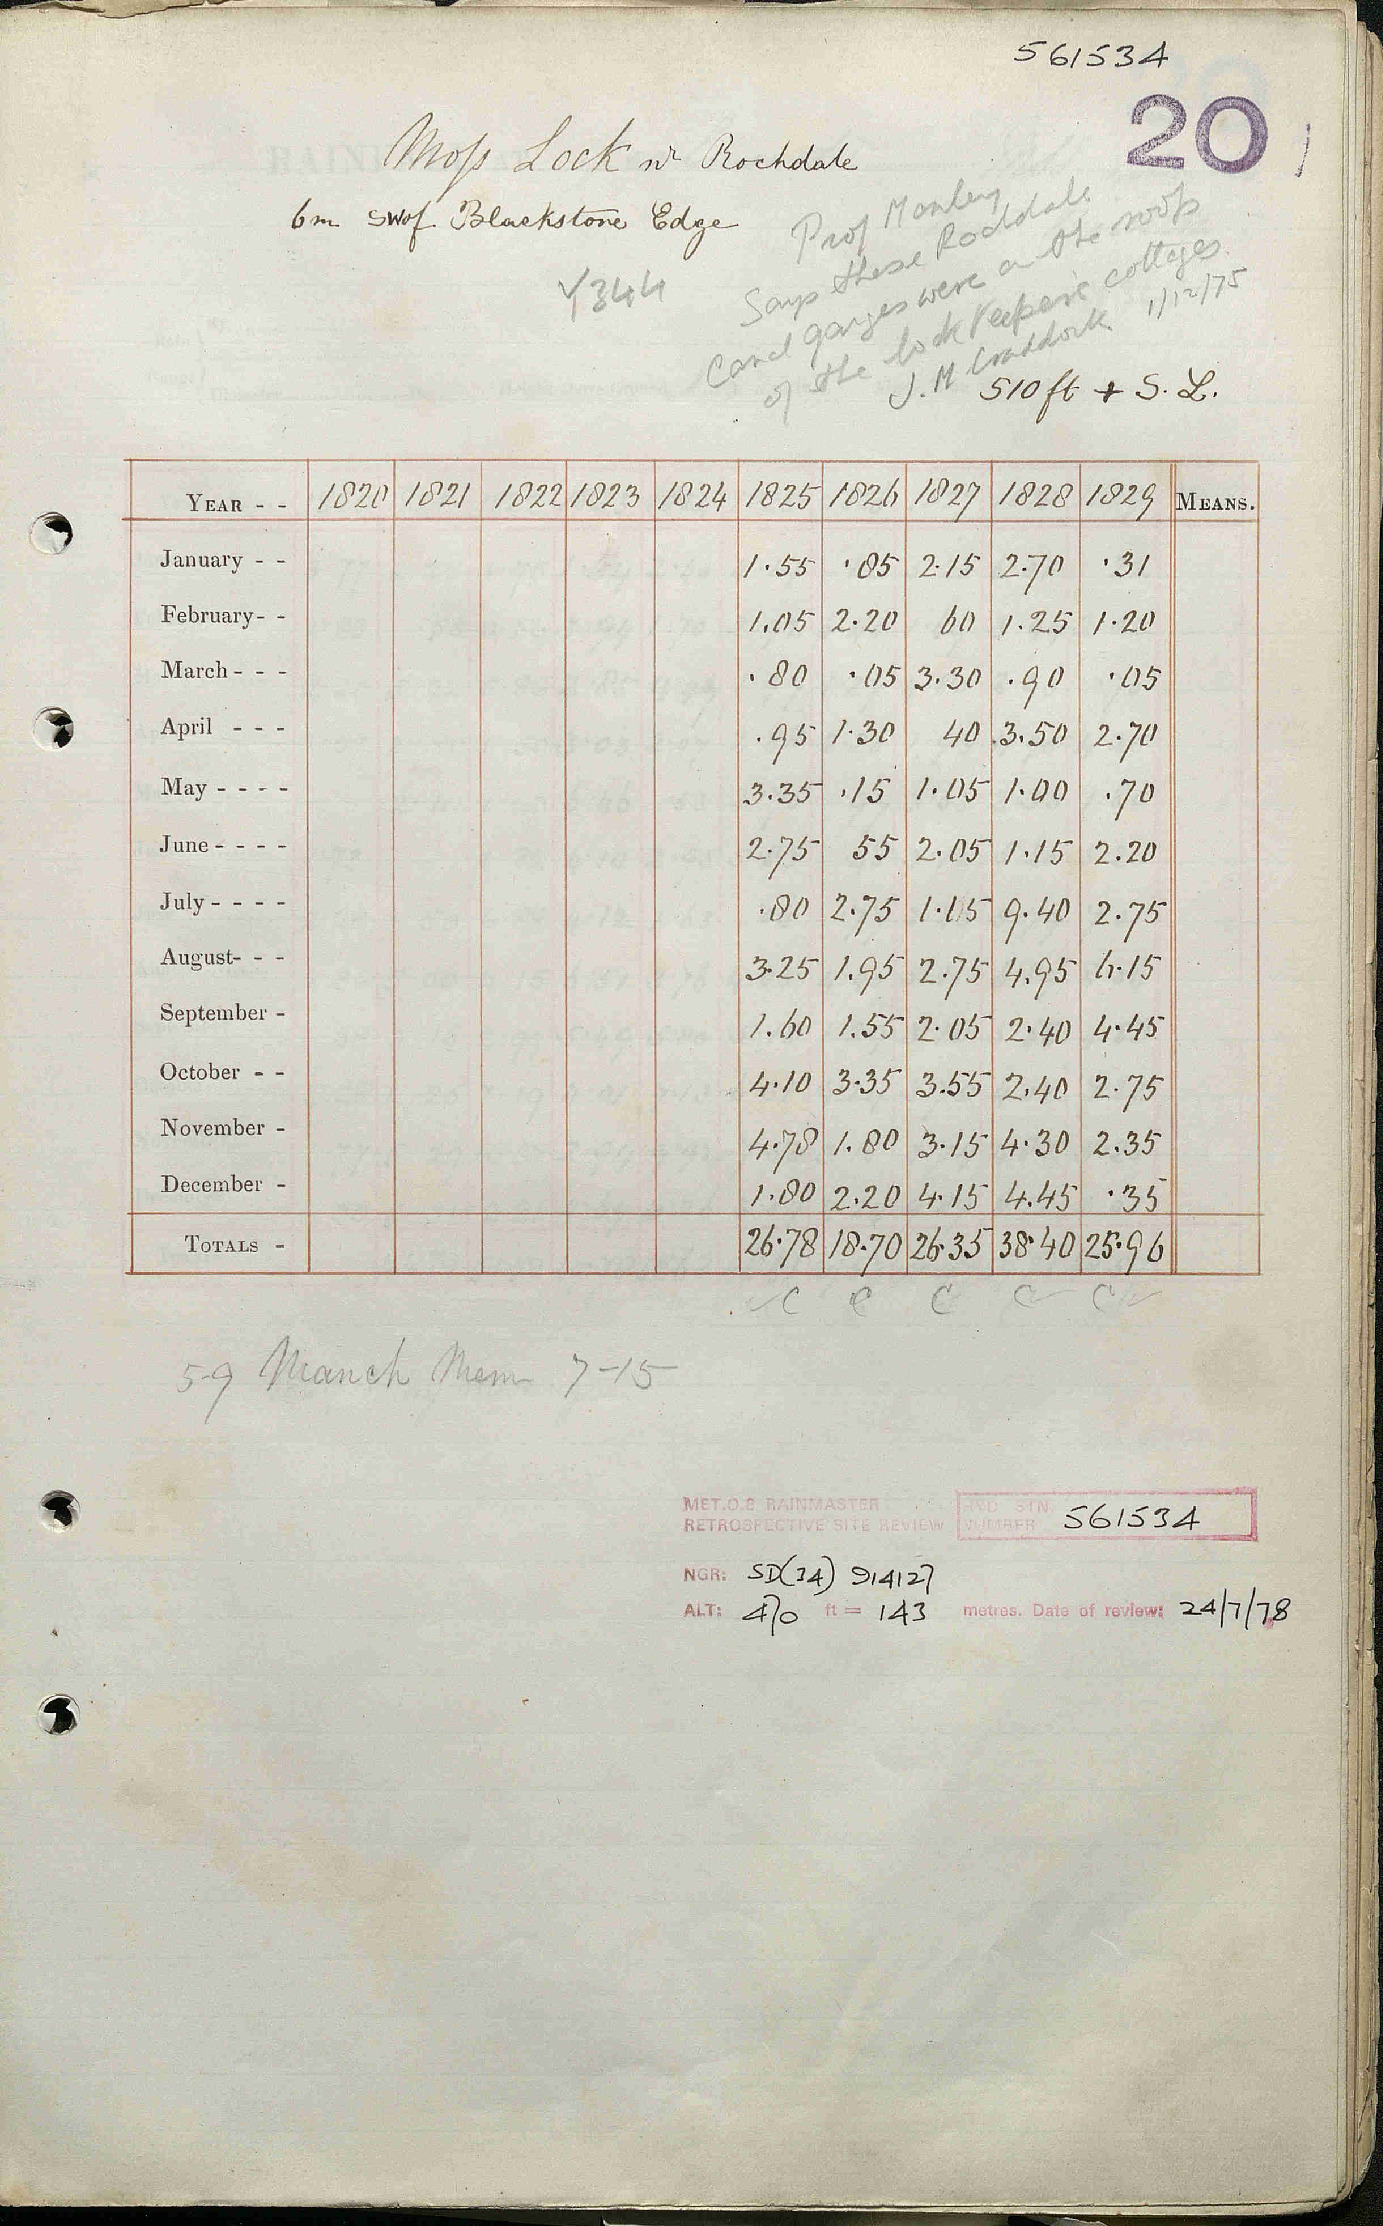 561534
20
Moss Lock nr Rochdale
6m SW of Blackstone Edge
Y344
Prof Manley
Says these Rochdale
Canal gauges were on the roofs
of the lock keeper's cottages
J. M Craddock 1/12/75
510 ft + S. L.
YEAR - - 1820 1821 1822 1823 1824 1825 1826 1827 1828 1829 MEANS.
January - - 1.55 .85 2.15 2.70 .31
February - - 1.05 2.20 60 1.25 1.20
March - - - .80 .05 3.30 .90 .05
April - - - .95 1.30 40 3.50 2.70
May - - - - 3.35 .15 1.05 1.00 .70
June - - - - 2.75 55 2.05 1.15 2.20
July - - - - .80 2.75 1.15 9.40 2.75
August - - - 3.25 1.95 2.75 4.95 6.15
September - 1.60 1.55 2.05 2.40 4.45
October - - 4.10 3.35 3.55 2.40 2.75
November - 4.78 1.80 3.15 4.30 2.35
December - 1.80 2.20 4.15 4.45 .35
TOTALS - 26.78 18.70 26.35 38.40 25.96
C C C C C
5-9 Manch Mem 7-15
MET.O.8 RAINMASTER
RETROSPECTIVE SITE REVIEW
RVD STN.
NUMBER 561534
NGR: SD(34) 914127
ALT: 470 ft = 143 metres. Date of review: 24/7/78